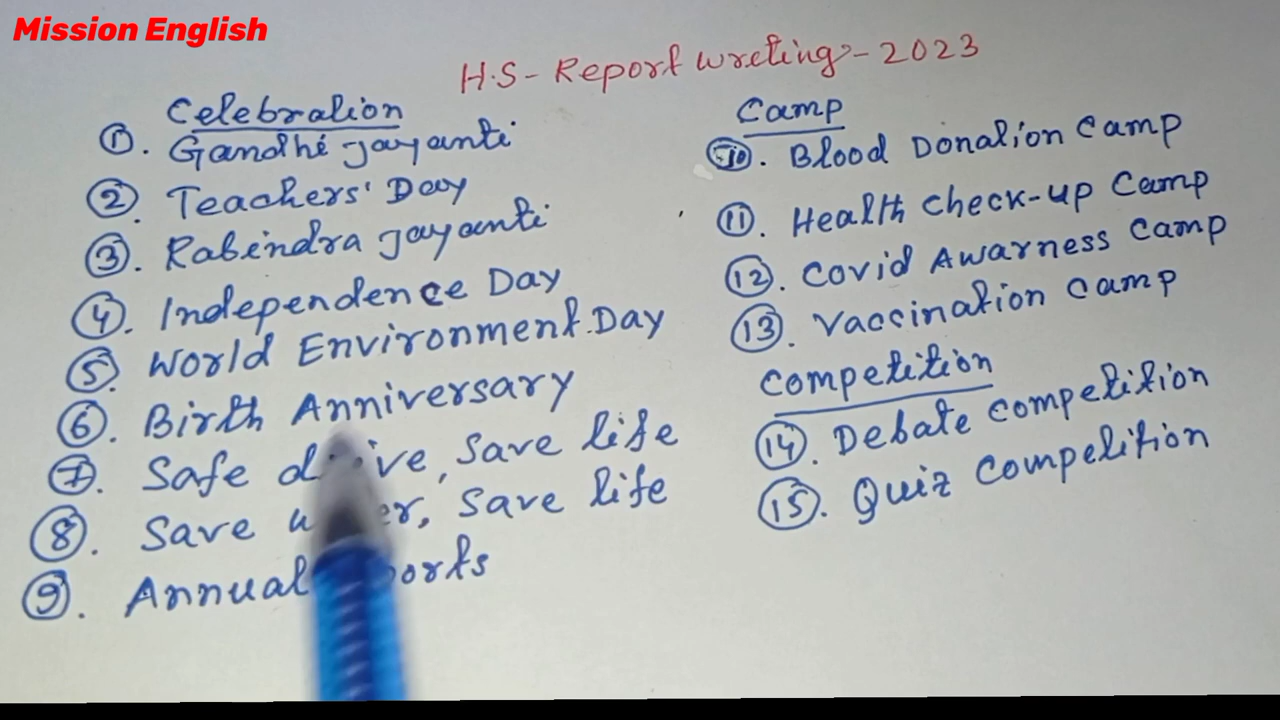 Mission English
H.S - Report writing - 2023
Celebration
1. Gandhi Jayanti
2. Teachers' Day
3. Rabindra Jayanti
4. Independence Day
5. World Environment Day
6. Birth Anniversary
7. Safe drive, Save life
8. Save , Save life
9. Annual
Camp
10. Blood Donation Camp
11. Health Check-up Camp
12. Covid Awarness Camp
13. Vaccination Camp
Competition
14. Debate Competition
15. Quiz Competition